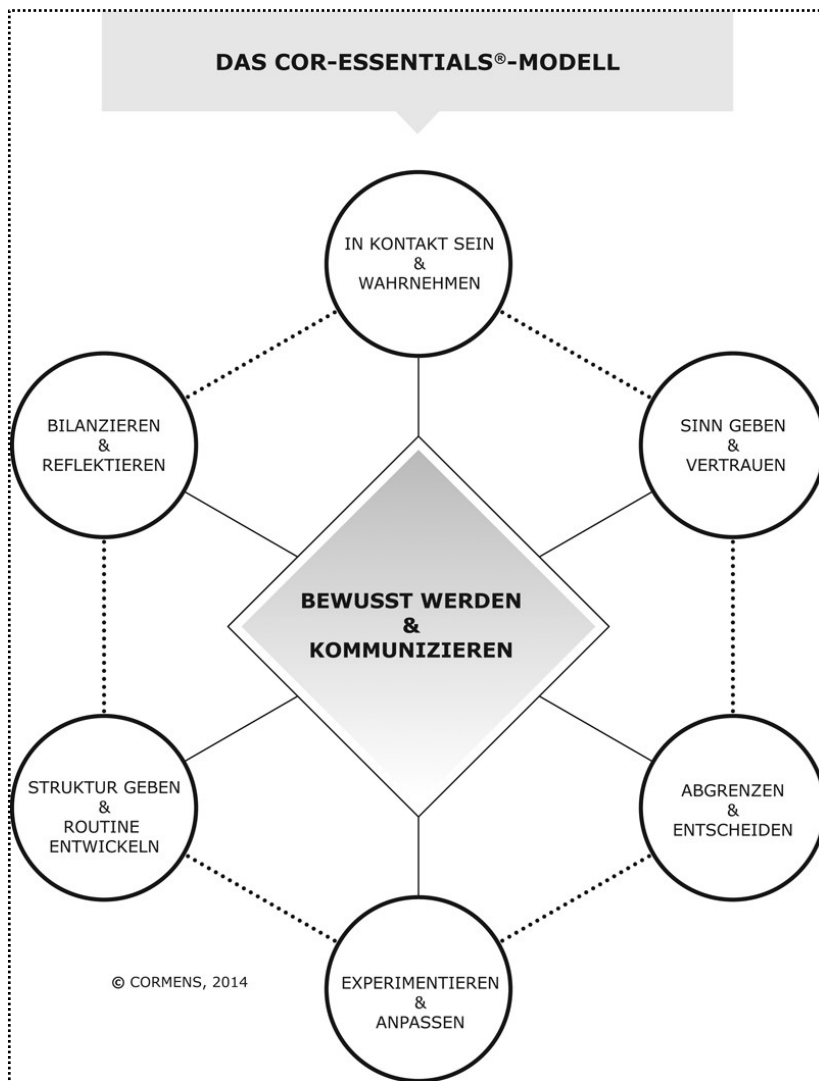 DAS COR-ESSENTIALS®-MODELL
IN KONTAKT SEIN
&
WAHRNEHMEN
BILANZIEREN
&
REFLEKTIEREN
SINN GEBEN
&
VERTRAUEN
BEWUSST WERDEN
&
KOMMUNIZIEREN
STRUKTUR GEBEN
&
ROUTINE
ENTWICKELN
ABGRENZEN
&
ENTSCHEIDEN
EXPERIMENTIEREN
&
ANPASSEN
© CORMENS, 2014